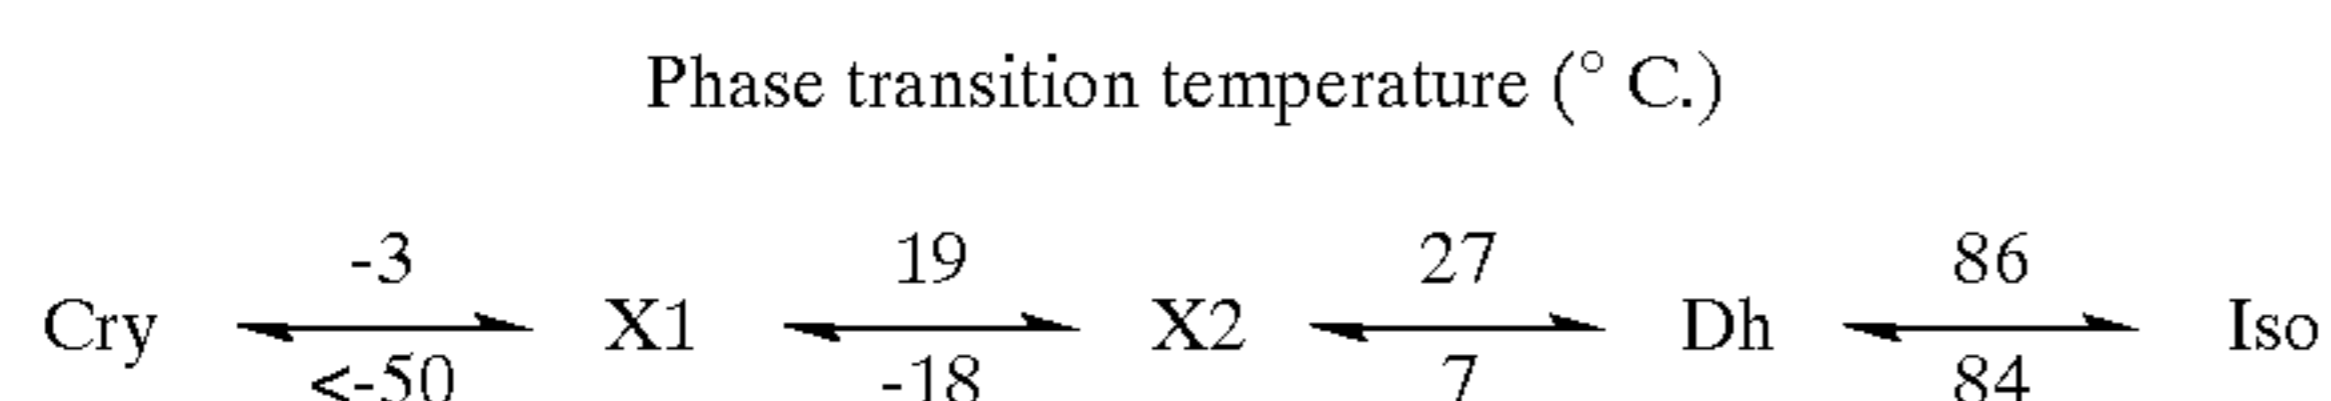 Phase transition temperature (° C.)
-3 19 27 86
Cry X1 X2 Dh Iso
<-50 -18 7 84